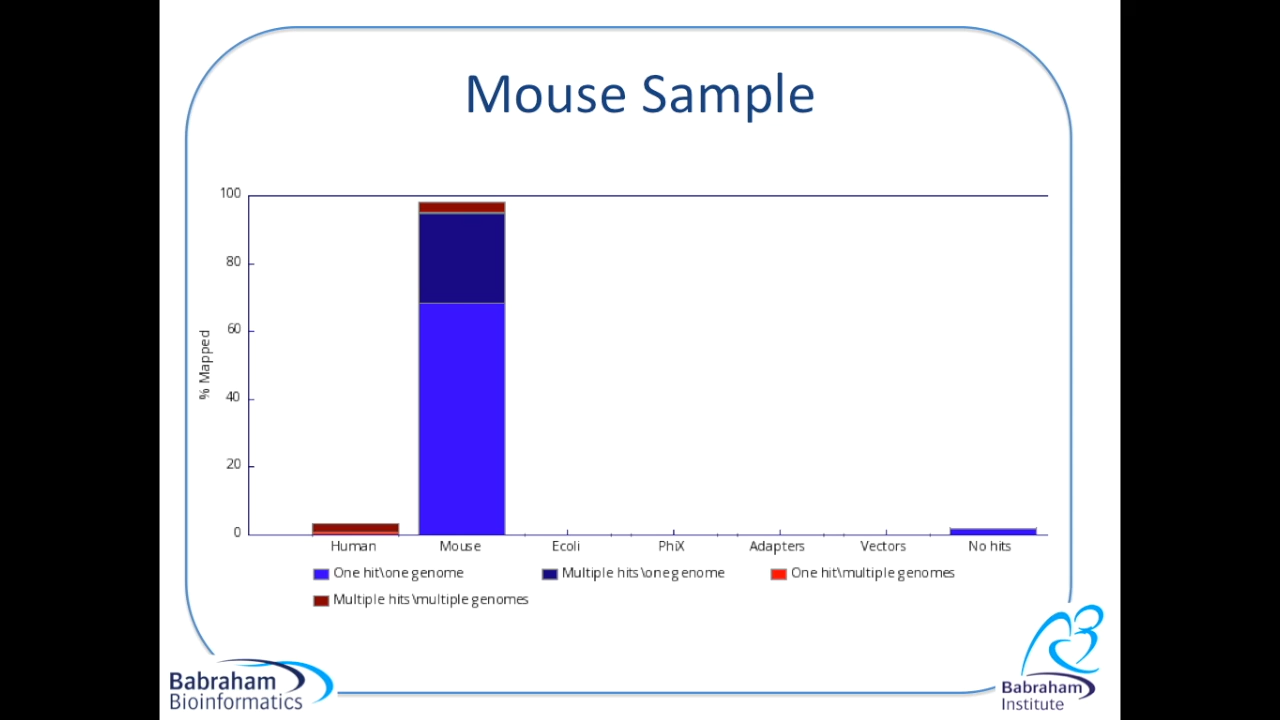 Mouse Sample
100
80
60
40
20
0
% Mapped
Human Mouse Ecoli PhiX Adapters Vectors No hits
One hit\one genome Multiple hits\one genome One hit\multiple genomes
Multiple hits\multiple genomes
Babraham
Bioinformatics
Babraham
Institute